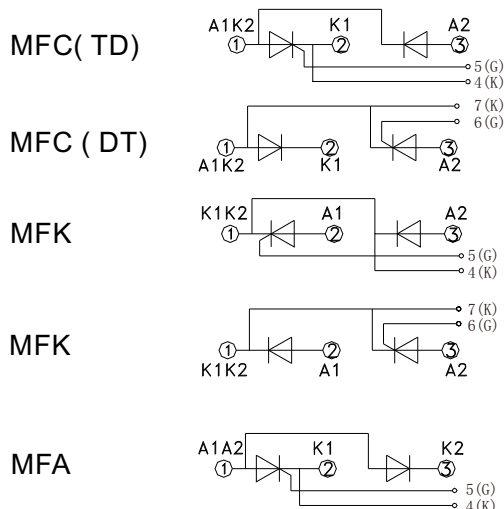 MFC( TD)
A1K2 K1 A2
1 2 3
5(G)
4(K)
MFC ( DT)
7(K)
6(G)
1 2 3
A1K2 K1 A2
MFK
K1K2 A1 A2
1 2 3
5(G)
4(K)
MFK
7(K)
6(G)
1 2 3
K1K2 A1 A2
MFA
A1A2 K1 K2
1 2 3
5(G)
4(K)